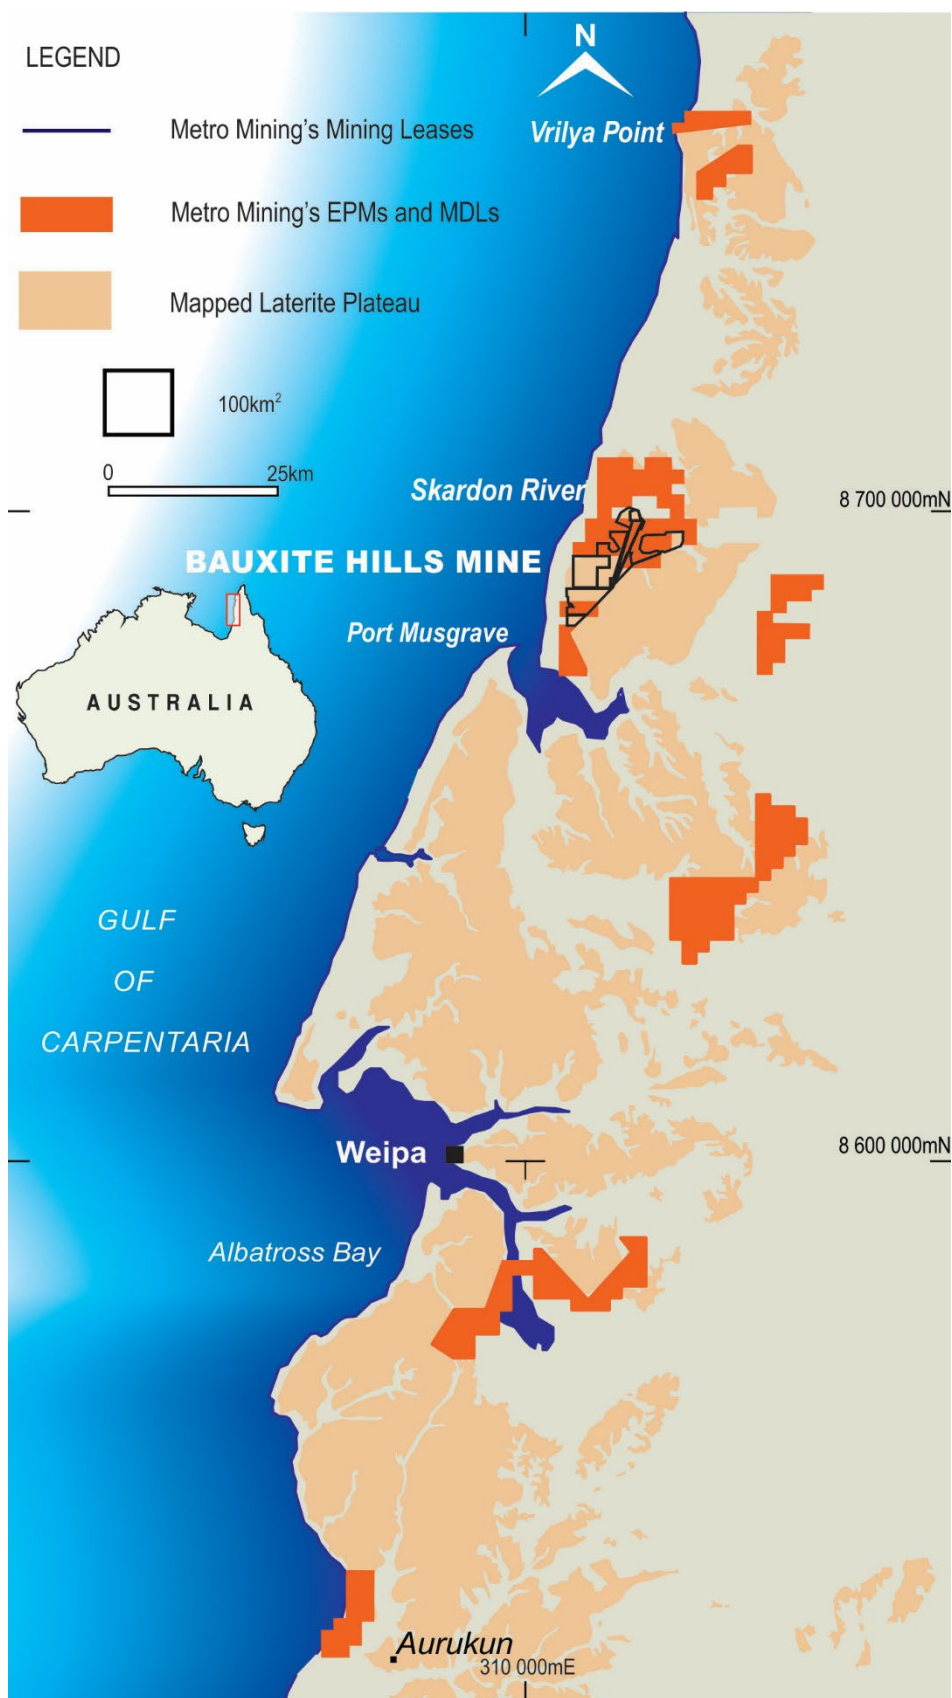 N
LEGEND
Metro Mining's Mining Leases
Vrilya Point
Metro Mining's EPMs and MDLs
Mapped Laterite Plateau
100km²
0 25km
Skardon River
8 700 000mN
BAUXITE HILLS MINE
Port Musgrave
AUSTRALIA
GULF
OF
CARPENTARIA
8 600 000mN
Weipa
Albatross Bay
Aurukun
310 000mE